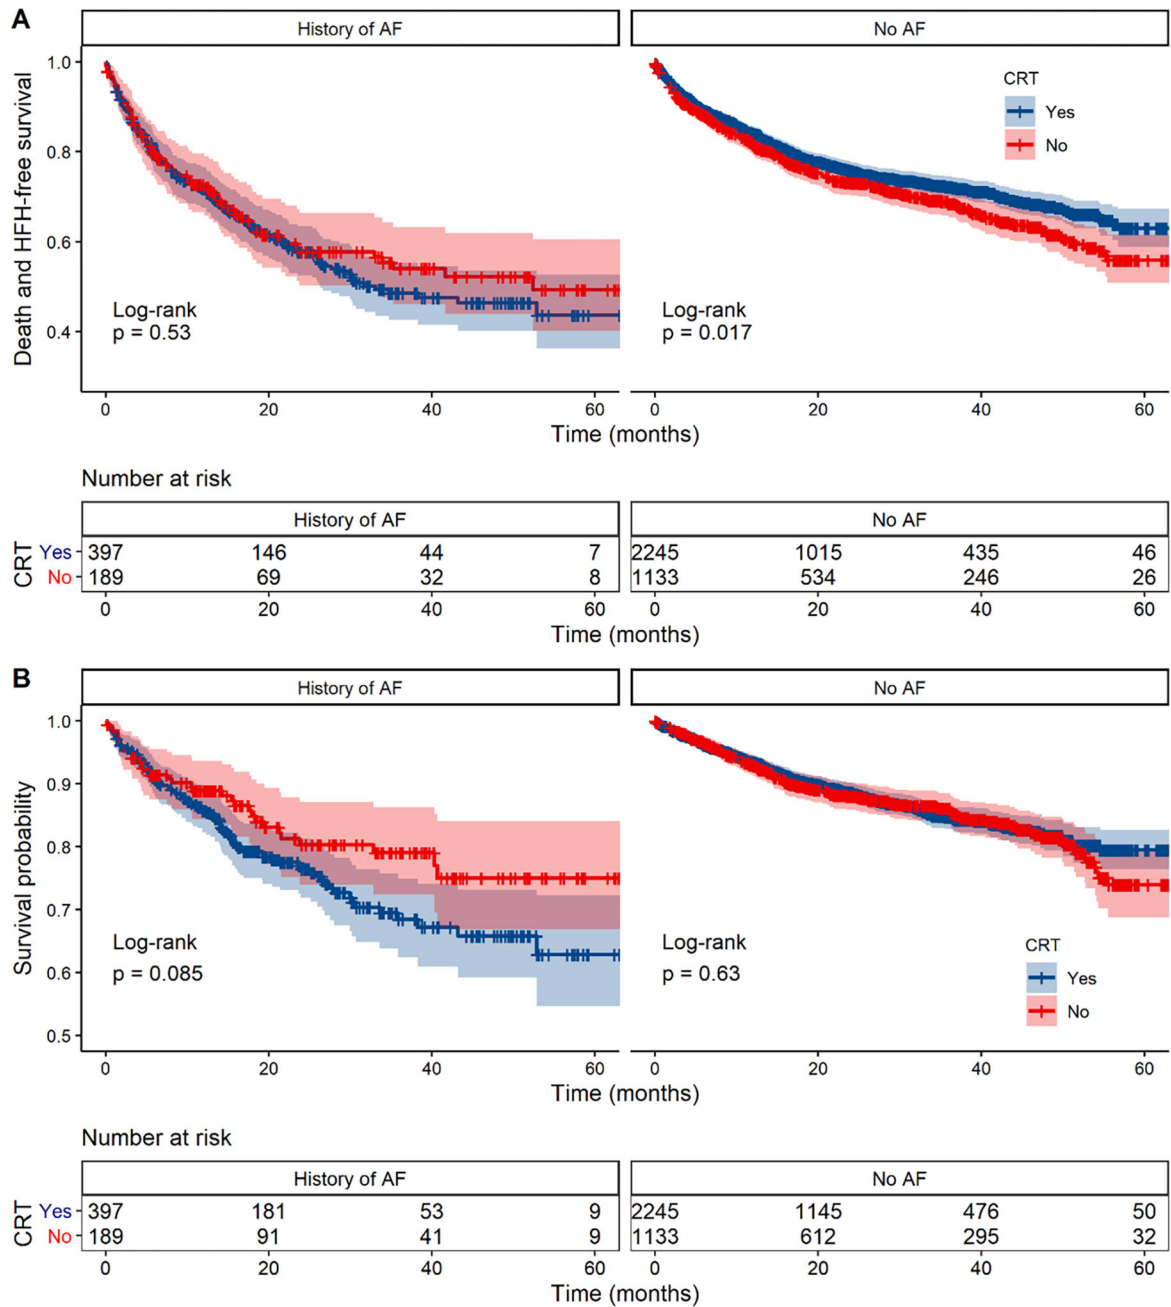 A
History of AF
No AF
Death and HFH-free survival
1.0
0.8
0.6
0.4
CRT
Yes
No
Log-rank
p = 0.53
Log-rank
p = 0.017
0 20 40 60 0 20 40 60
Time (months) Time (months)
Number at risk
History of AF No AF
CRT
Yes 397 146 44 7 2245 1015 435 46
No 189 69 32 8 1133 534 246 26
0 20 40 60 0 20 40 60
Time (months) Time (months)
B
History of AF
No AF
Survival probability
1.0
0.9
0.8
0.7
0.6
0.5
Log-rank
p = 0.085
Log-rank
p = 0.63
CRT
Yes
No
0 20 40 60 0 20 40 60
Time (months) Time (months)
Number at risk
History of AF No AF
CRT
Yes 397 181 53 9 2245 1145 476 50
No 189 91 41 9 1133 612 295 32
0 20 40 60 0 20 40 60
Time (months) Time (months)